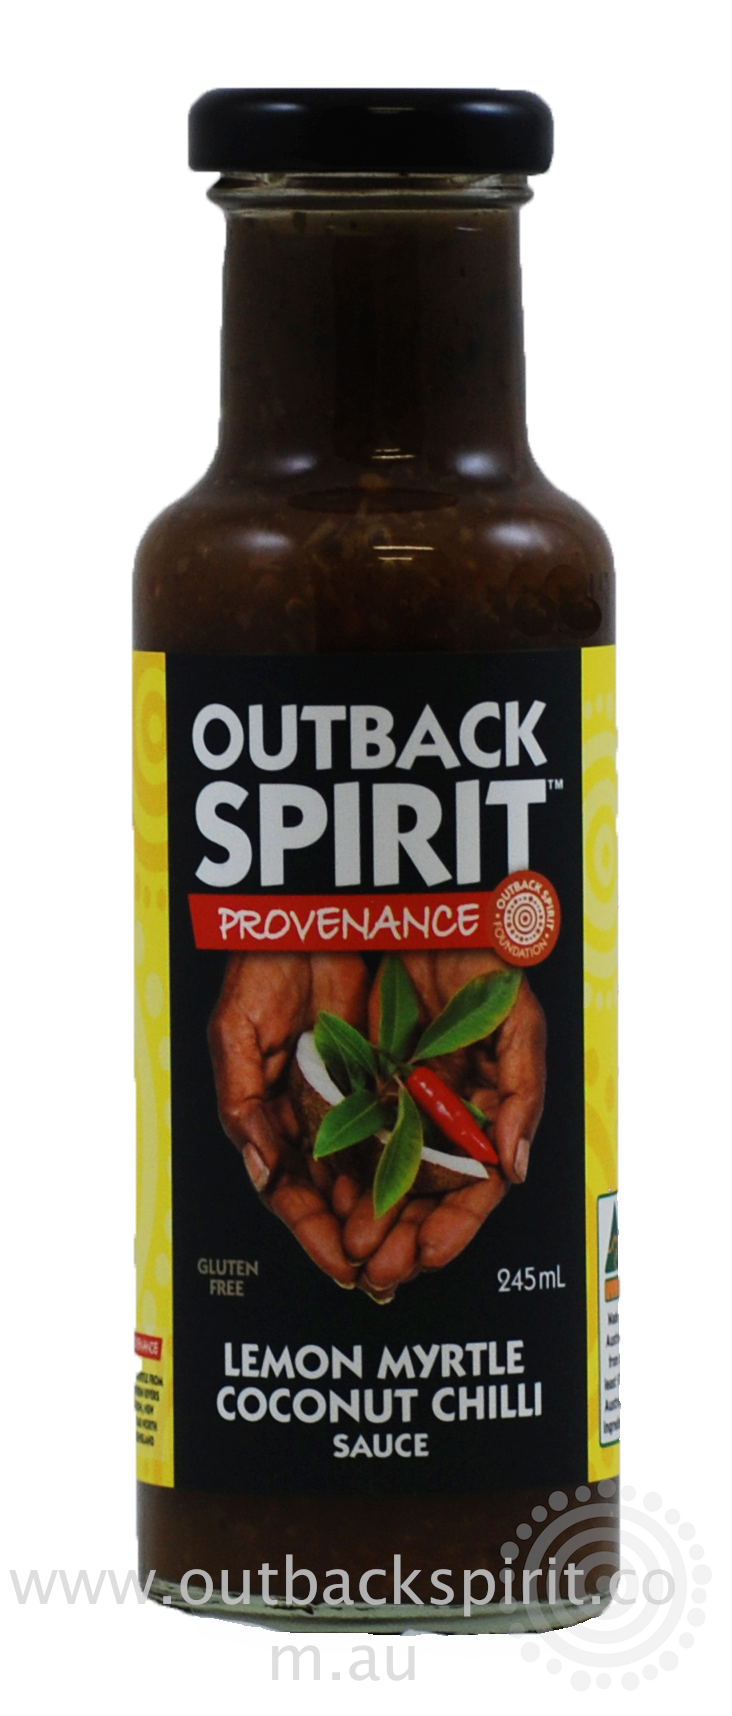 OUTBACK
SPIRIT™
PROVENANCE
OUTBACK SPIRIT
FOUNDATION
GLUTEN
FREE
245mL
LEMON MYRTLE
COCONUT CHILLI
SAUCE
www.outbackspirit.co
m.au